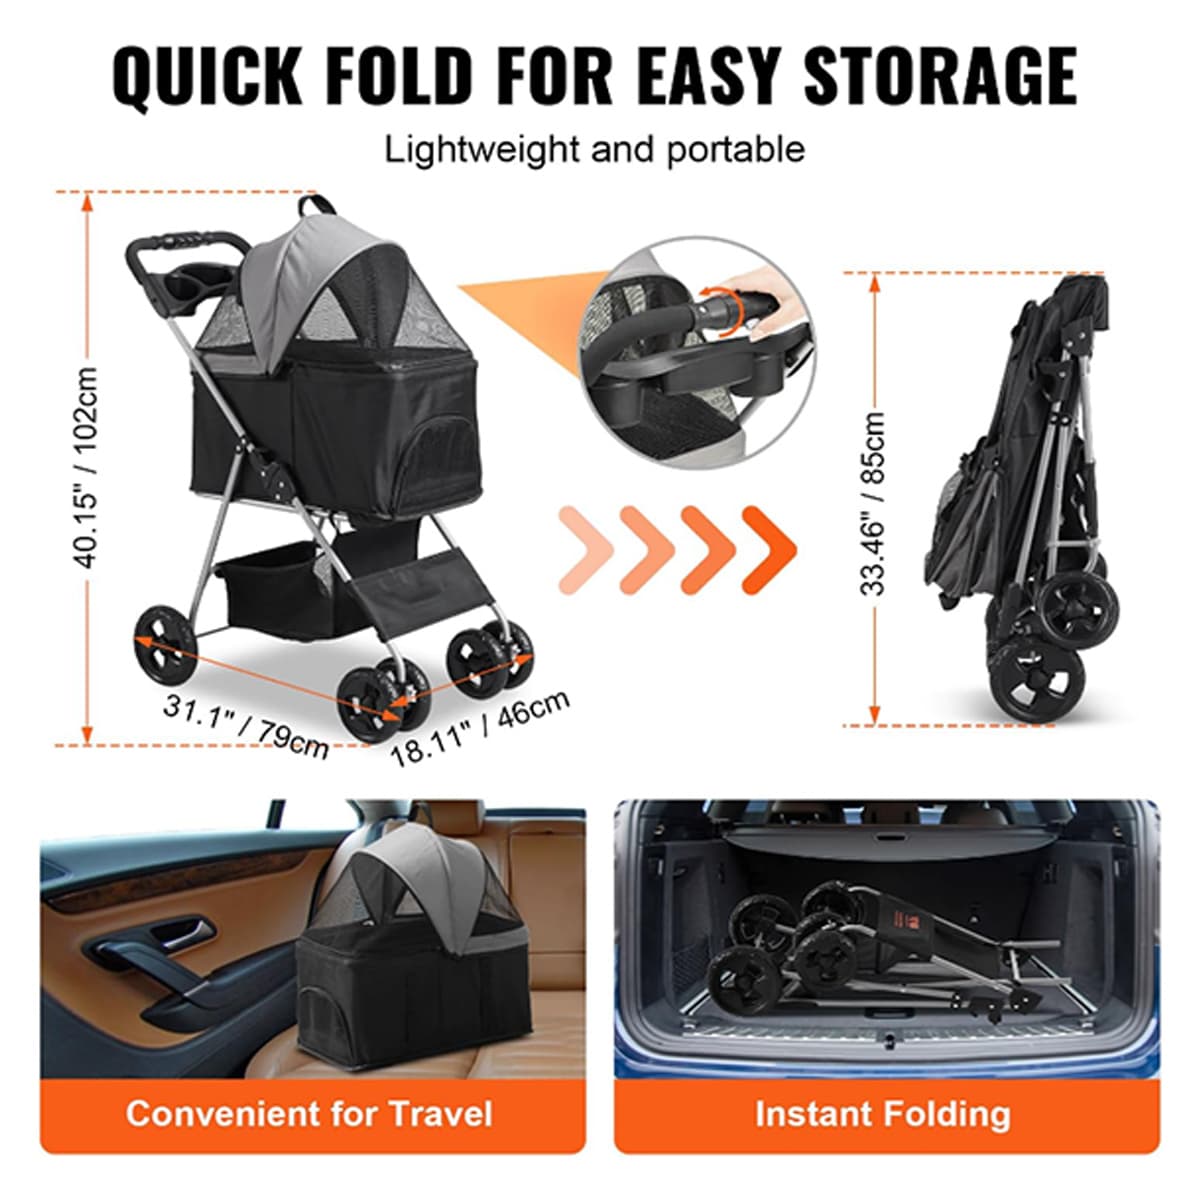 QUICK FOLD FOR EASY STORAGE
Lightweight and portable
40.15" / 102cm
31.1" / 79cm
18.11" / 46cm
33.46" / 85cm
Convenient for Travel
Instant Folding